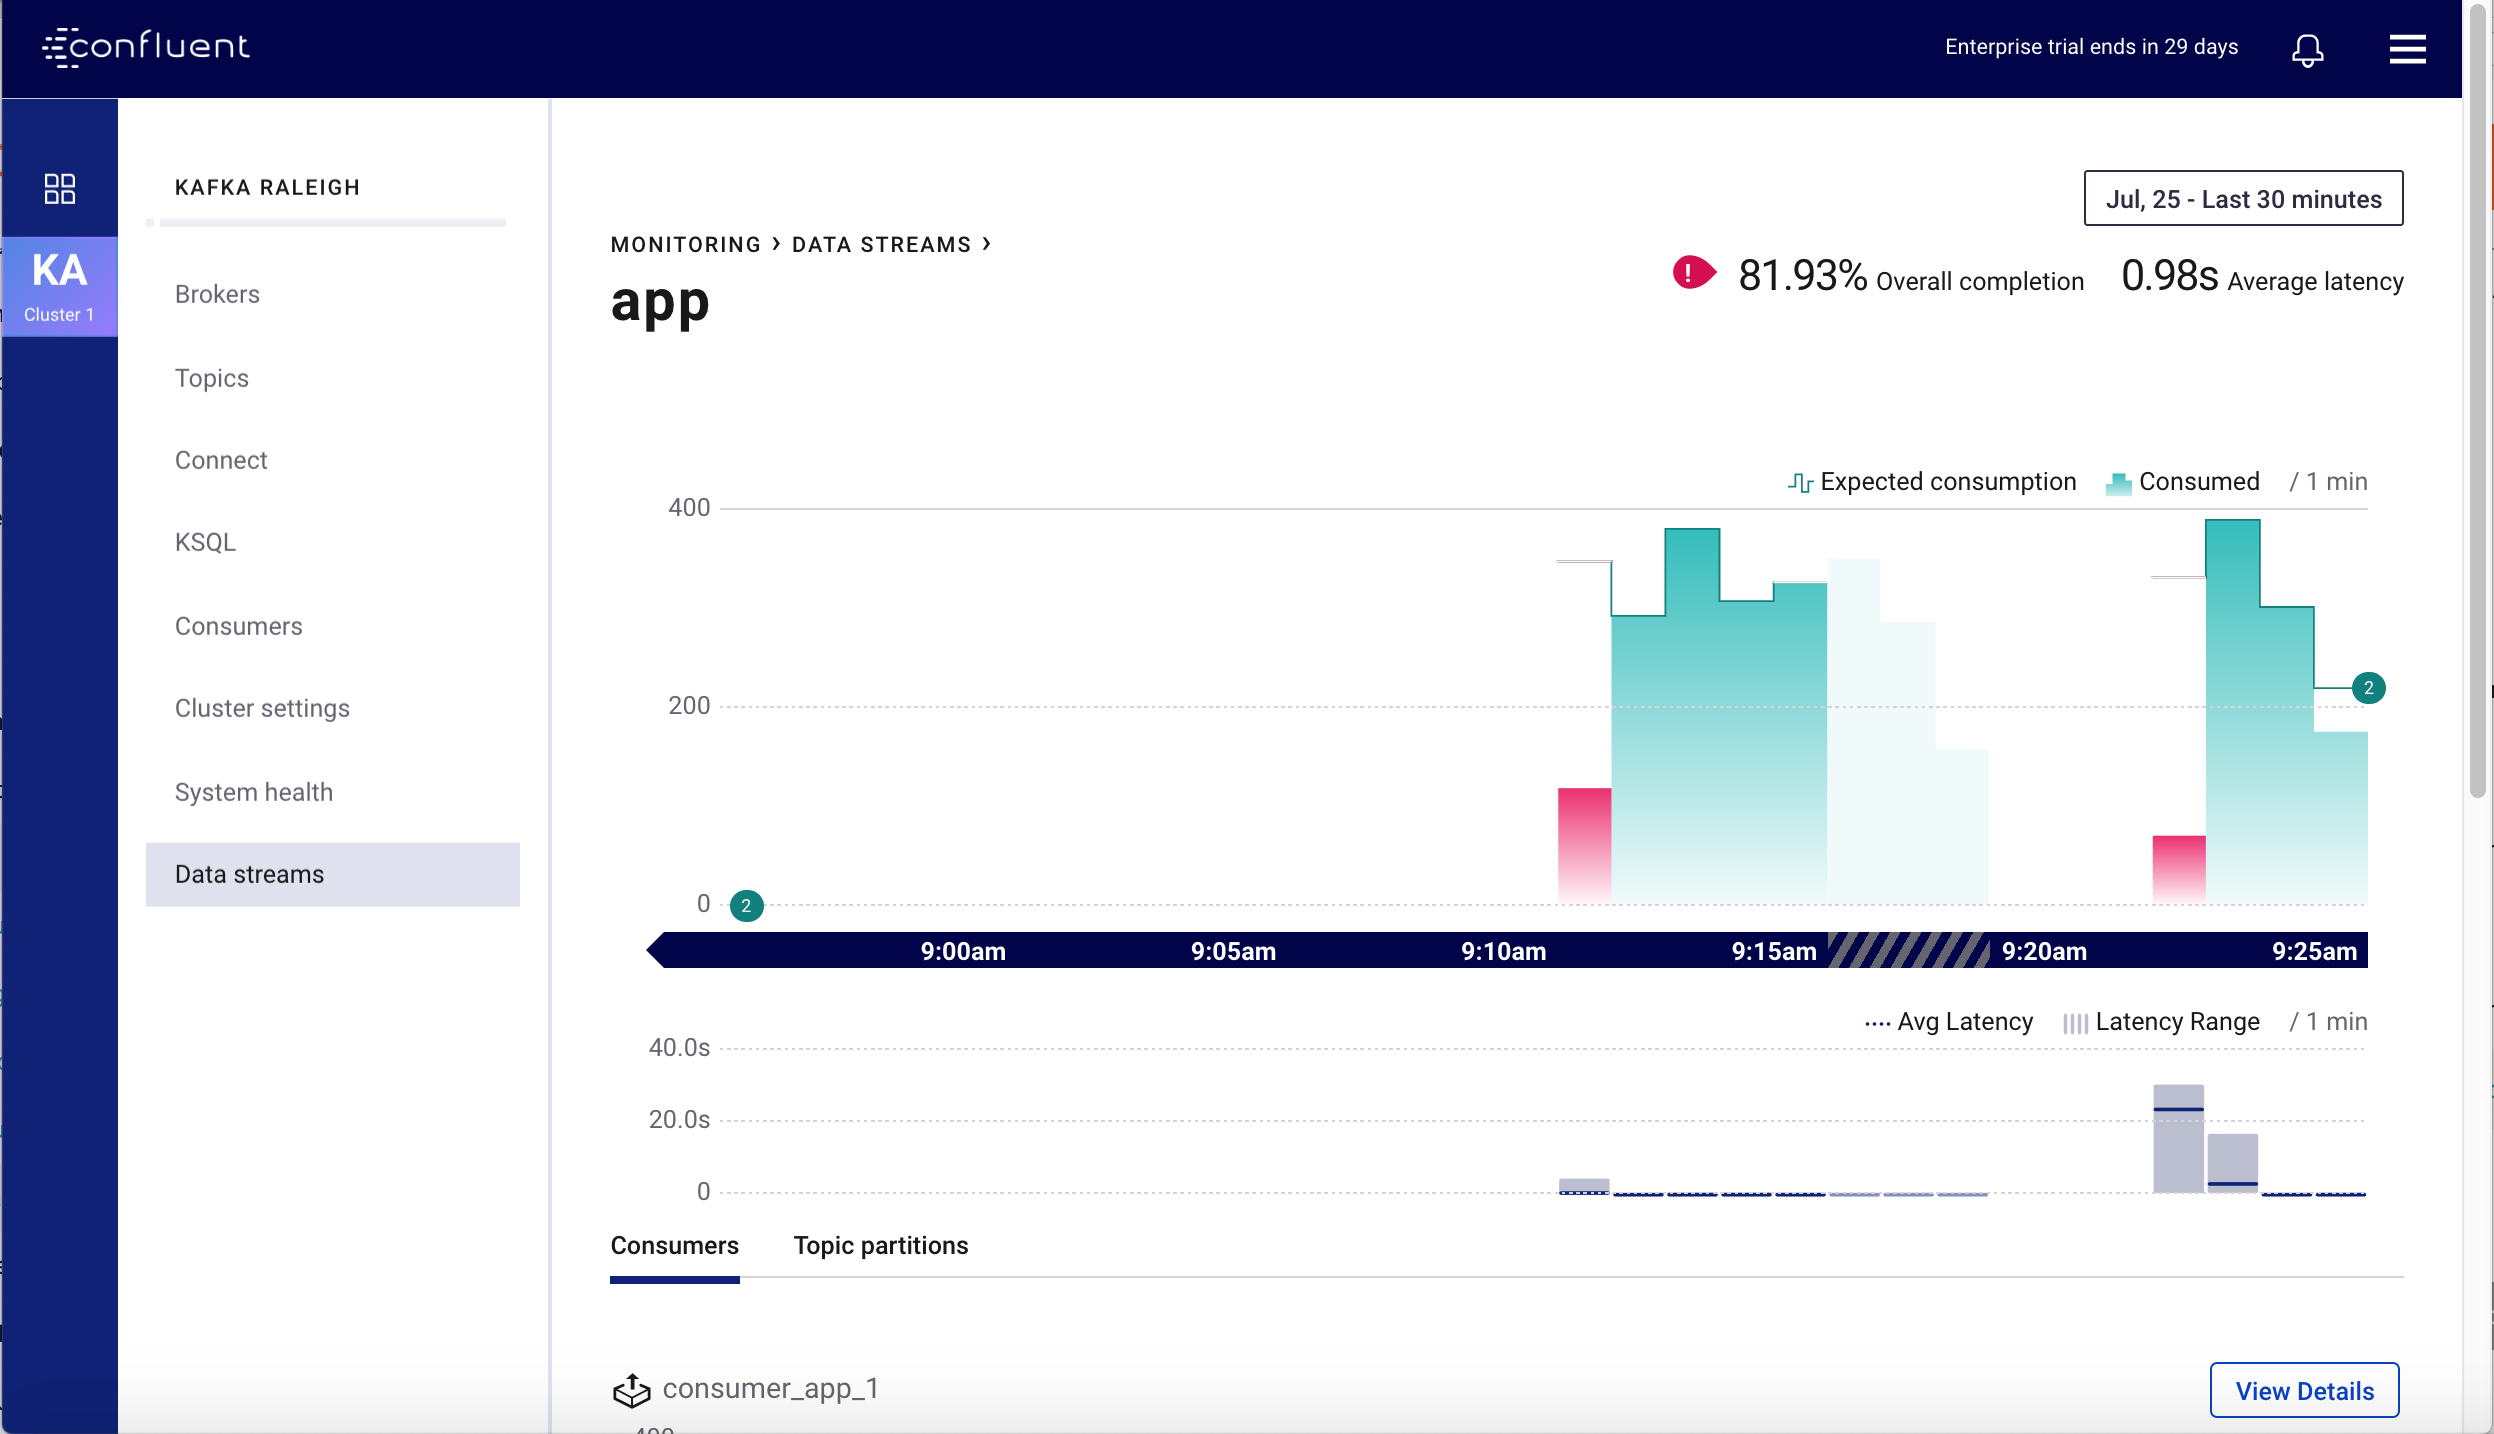 confluent
Enterprise trial ends in 29 days
KA
Cluster 1
KAFKA RALEIGH
Brokers
Topics
Connect
KSQL
Consumers
Cluster settings
System health
Data streams
Jul, 25 - Last 30 minutes
MONITORING › DATA STREAMS ›
app
! 81.93% Overall completion 0.98s Average latency
Expected consumption Consumed / 1 min
400
200
0
2
2
9:00am 9:05am 9:10am 9:15am 9:20am 9:25am
Avg Latency Latency Range / 1 min
40.0s
20.0s
0
Consumers Topic partitions
consumer_app_1
View Details